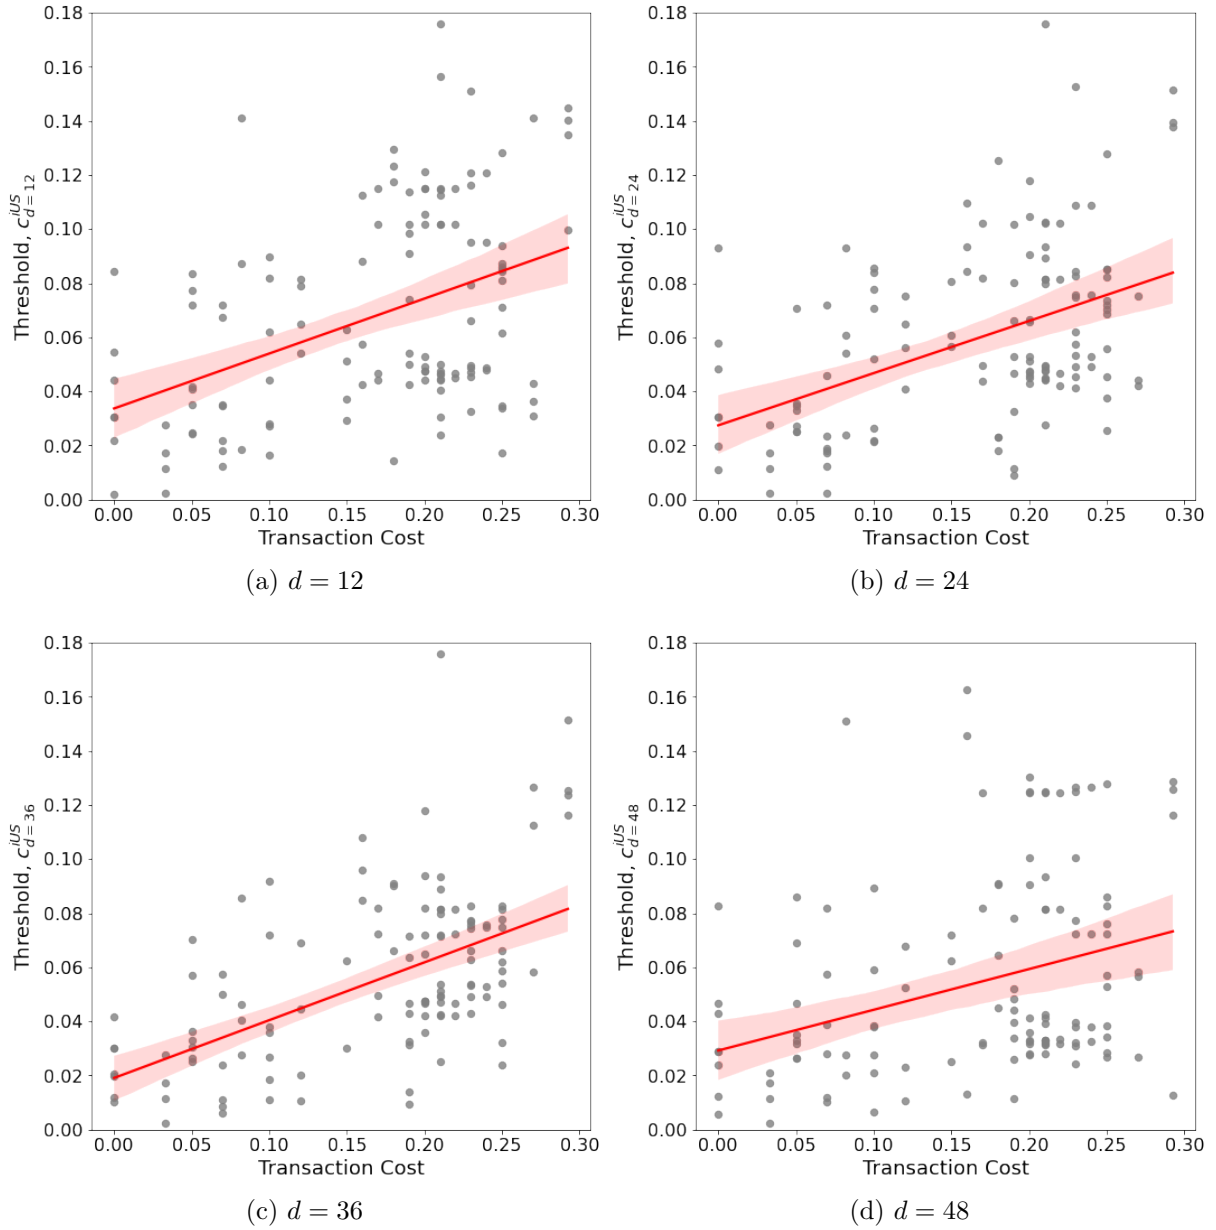 0.18
0.16
0.14
0.12
0.10
0.08
0.06
0.04
0.02
0.00
Threshold, c^{iUS}_{d=12}
0.00 0.05 0.10 0.15 0.20 0.25 0.30
Transaction Cost
(a) d = 12
0.18
0.16
0.14
0.12
0.10
0.08
0.06
0.04
0.02
0.00
Threshold, c^{iUS}_{d=24}
0.00 0.05 0.10 0.15 0.20 0.25 0.30
Transaction Cost
(b) d = 24
0.18
0.16
0.14
0.12
0.10
0.08
0.06
0.04
0.02
0.00
Threshold, c^{iUS}_{d=36}
0.00 0.05 0.10 0.15 0.20 0.25 0.30
Transaction Cost
(c) d = 36
0.18
0.16
0.14
0.12
0.10
0.08
0.06
0.04
0.02
0.00
Threshold, c^{iUS}_{d=48}
0.00 0.05 0.10 0.15 0.20 0.25 0.30
Transaction Cost
(d) d = 48